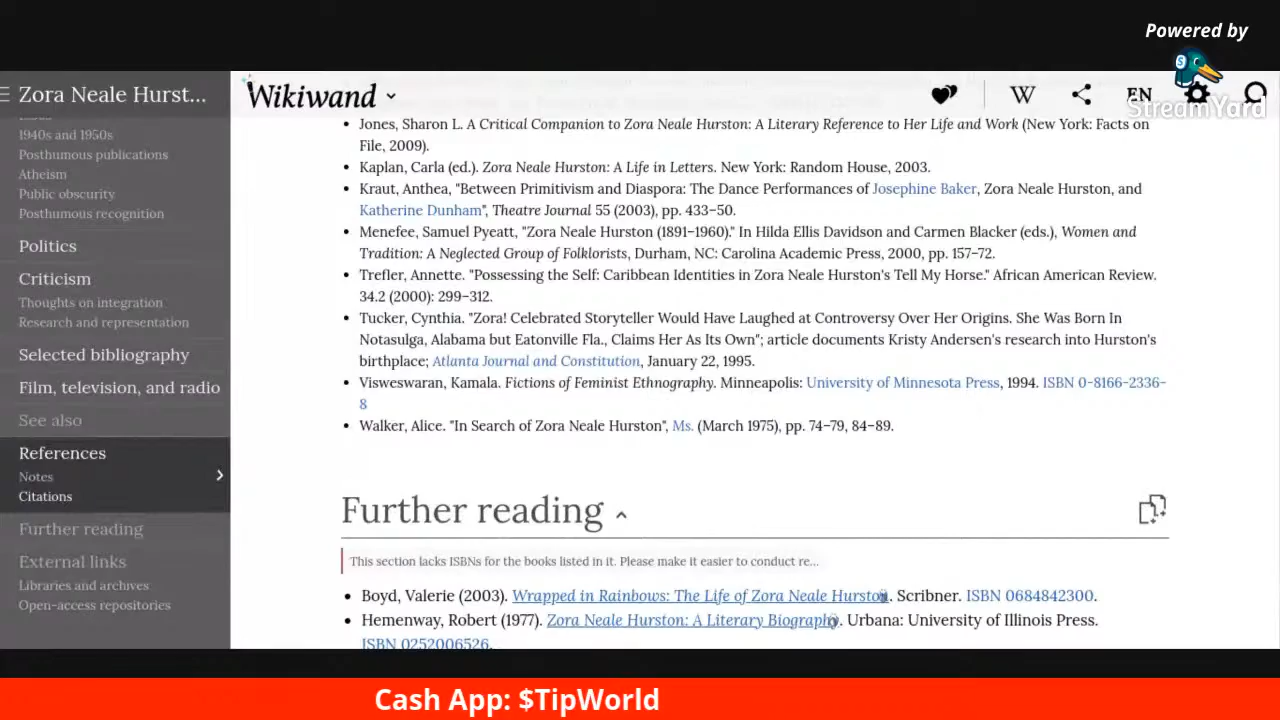 Powered by
StreamYard
Zora Neale Hurst...
Wikiwand
W
EN
1940s and 1950s
Posthumous publications
Atheism
Public obscurity
Posthumous recognition
Politics
Criticism
Thoughts on integration
Research and representation
Selected bibliography
Film, television, and radio
See also
References
Notes
Citations
Further reading
External links
Libraries and archives
Open-access repositories
Jones, Sharon L. A Critical Companion to Zora Neale Hurston: A Literary Reference to Her Life and Work (New York: Facts on
File, 2009).
Kaplan, Carla (ed.). Zora Neale Hurston: A Life in Letters. New York: Random House, 2003.
Kraut, Anthea, "Between Primitivism and Diaspora: The Dance Performances of Josephine Baker, Zora Neale Hurston, and
Katherine Dunham", Theatre Journal 55 (2003), pp. 433–50.
Menefee, Samuel Pyeatt, "Zora Neale Hurston (1891–1960)." In Hilda Ellis Davidson and Carmen Blacker (eds.), Women and
Tradition: A Neglected Group of Folklorists, Durham, NC: Carolina Academic Press, 2000, pp. 157–72.
Trefler, Annette. "Possessing the Self: Caribbean Identities in Zora Neale Hurston's Tell My Horse." African American Review.
34.2 (2000): 299–312.
Tucker, Cynthia. "Zora! Celebrated Storyteller Would Have Laughed at Controversy Over Her Origins. She Was Born In
Notasulga, Alabama but Eatonville Fla., Claims Her As Its Own"; article documents Kristy Andersen's research into Hurston's
birthplace; Atlanta Journal and Constitution, January 22, 1995.
Visweswaran, Kamala. Fictions of Feminist Ethnography. Minneapolis: University of Minnesota Press, 1994. ISBN 0-8166-2336-
8
Walker, Alice. "In Search of Zora Neale Hurston", Ms. (March 1975), pp. 74–79, 84–89.
Further reading
This section lacks ISBNs for the books listed in it. Please make it easier to conduct re...
Boyd, Valerie (2003). Wrapped in Rainbows: The Life of Zora Neale Hurston. Scribner. ISBN 0684842300.
Hemenway, Robert (1977). Zora Neale Hurston: A Literary Biography. Urbana: University of Illinois Press.
ISBN 0252006526.
Cash App: $TipWorld